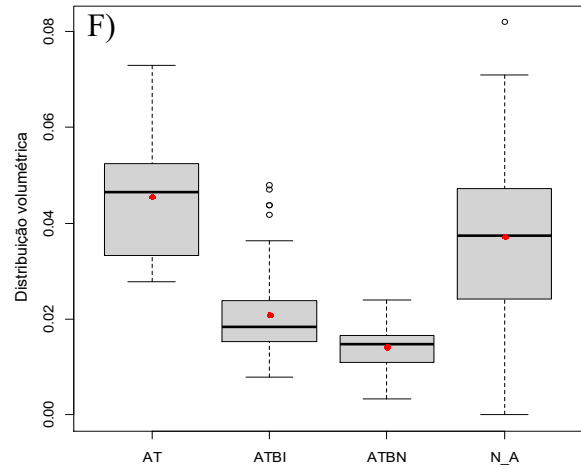 F)
Distribuição volumétrica
0.08
0.06
0.04
0.02
0.00
AT ATBI ATBN N_A